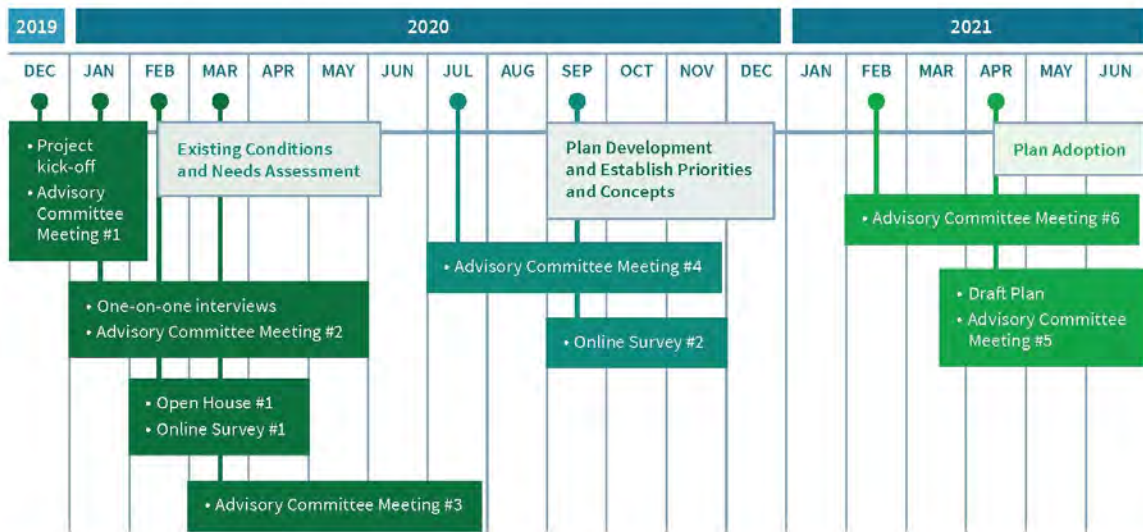 2019 2020 2021
DEC JAN FEB MAR APR MAY JUN JUL AUG SEP OCT NOV DEC JAN FEB MAR APR MAY JUN
• Project
kick-off
• Advisory
Committee
Meeting #1
Existing Conditions
and Needs Assessment
Plan Development
and Establish Priorities
and Concepts
Plan Adoption
• Advisory Committee Meeting #6
• Advisory Committee Meeting #4
• One-on-one interviews
• Advisory Committee Meeting #2
• Draft Plan
• Advisory Committee
Meeting #5
• Online Survey #2
• Open House #1
• Online Survey #1
• Advisory Committee Meeting #3